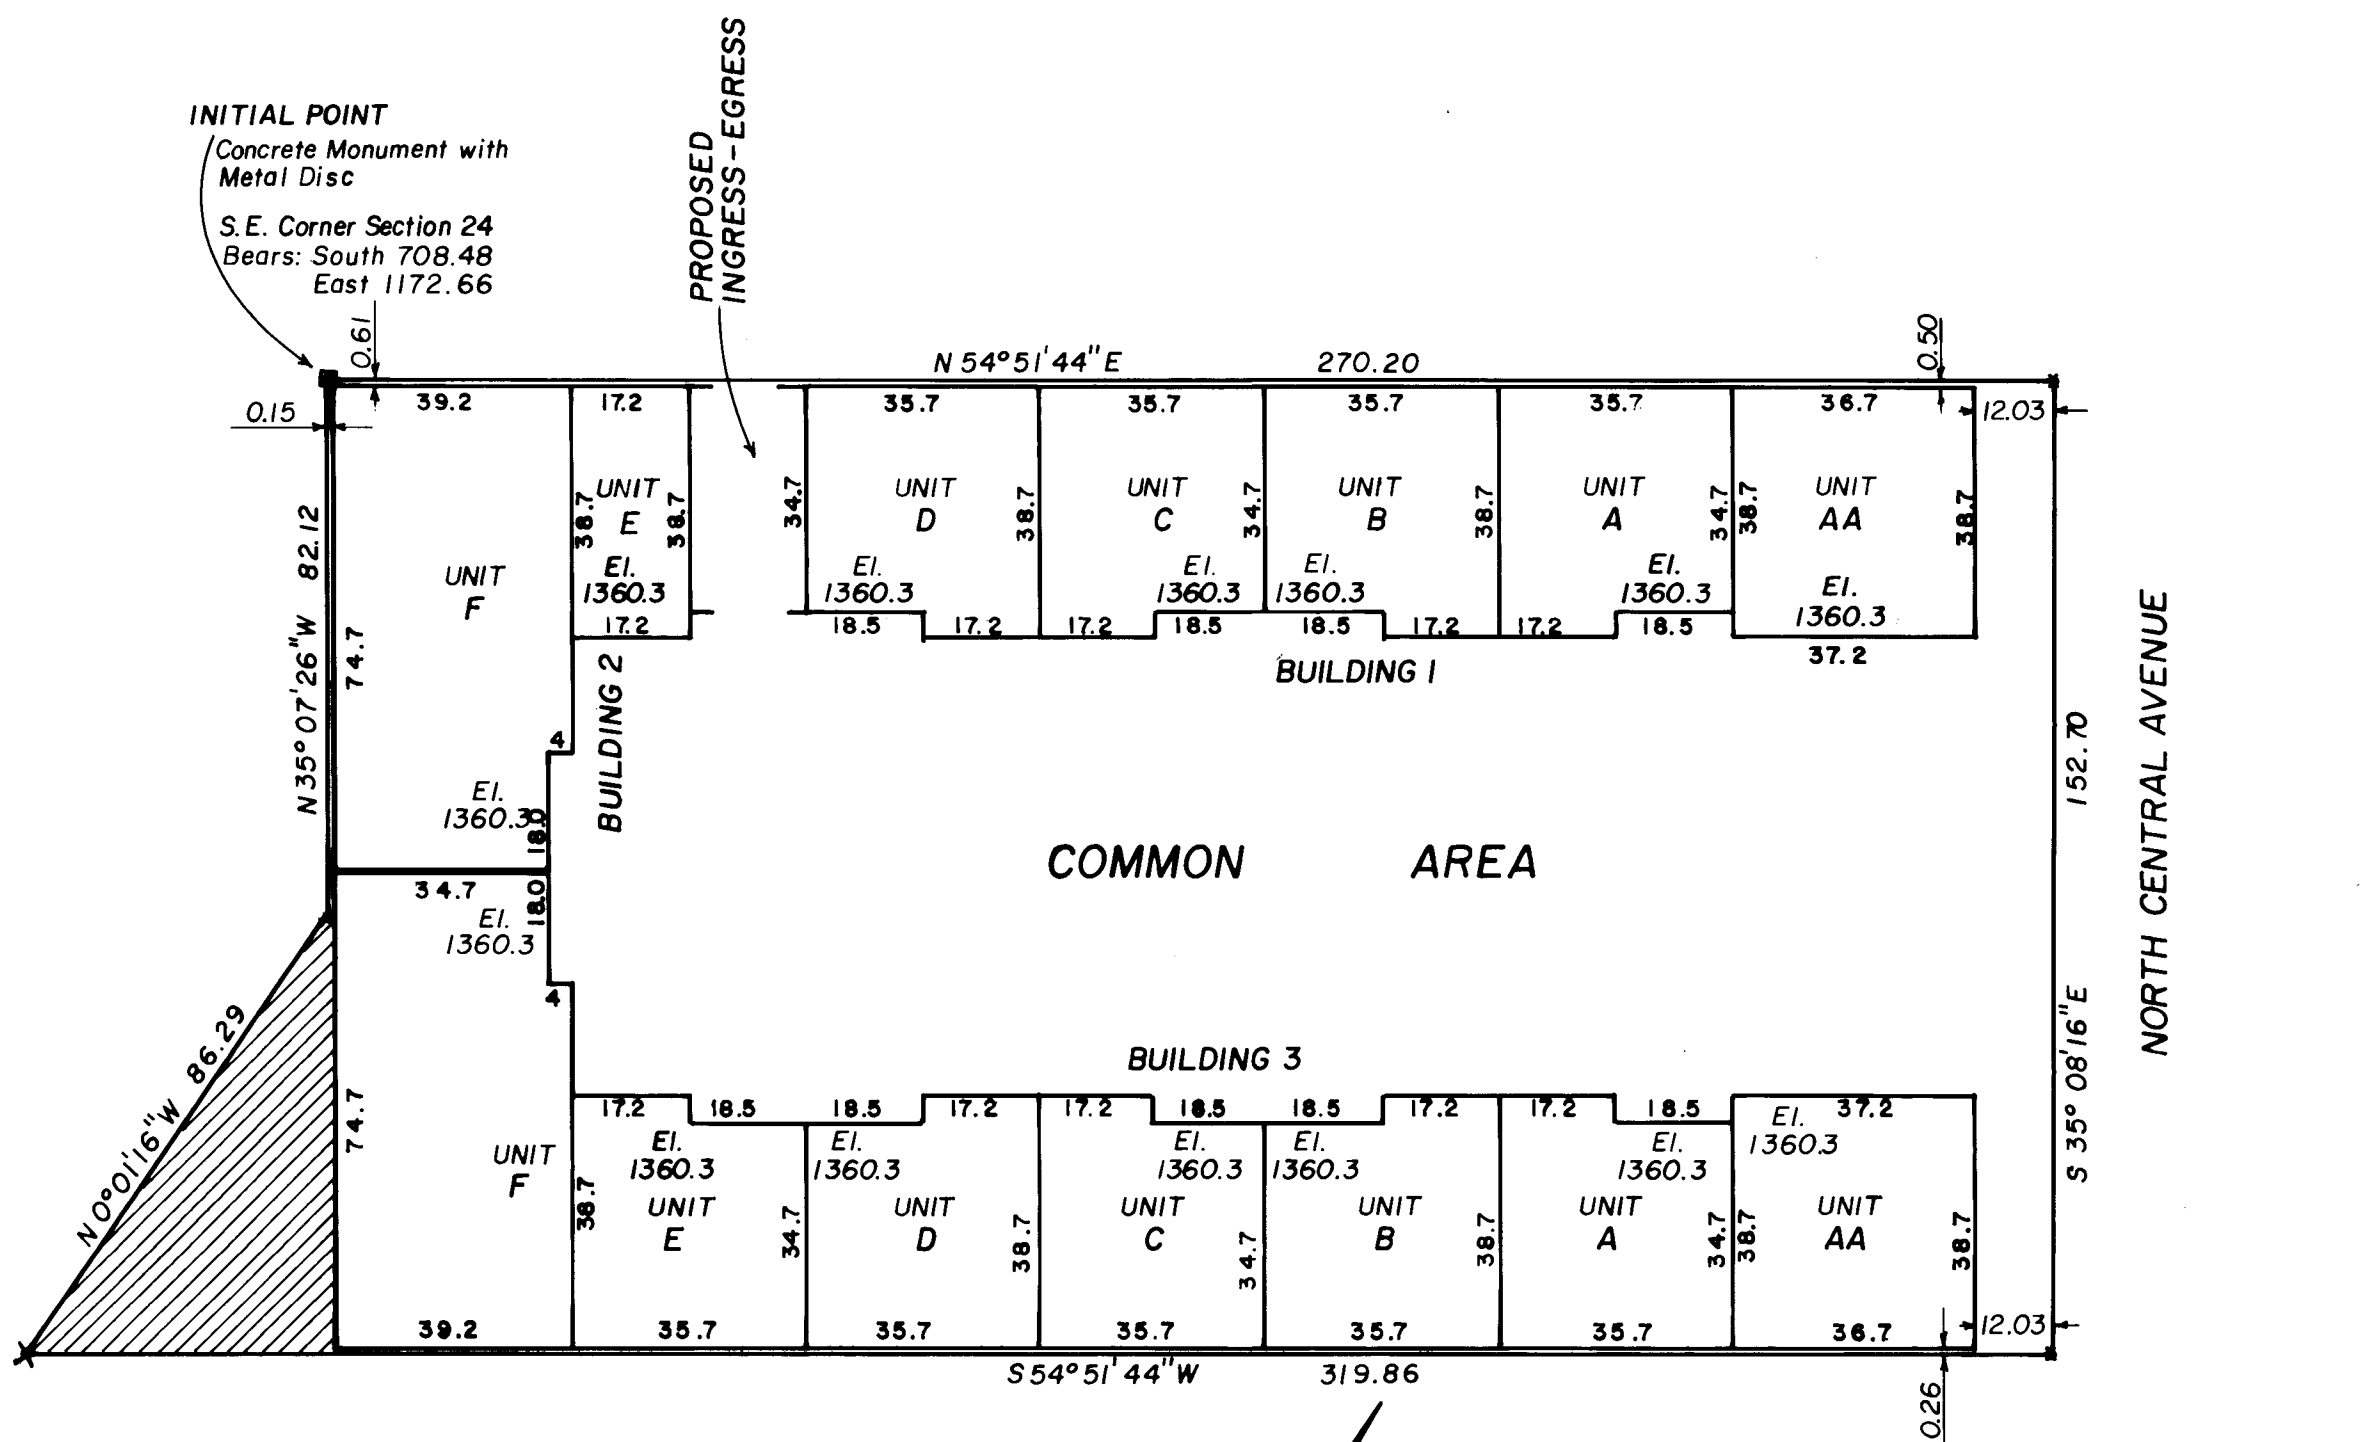 INITIAL POINT
Concrete Monument with
Metal Disc
S.E. Corner Section 24
Bears: South 708.48
East 1172.66
PROPOSED
INGRESS-EGRESS
0.61
0.15
N 54°51'44"E 270.20
0.50
12.03
39.2
17.2
35.7
35.7
35.7
35.7
36.7
N 35°07'26"W 82.12
74.7
UNIT
F
El.
1360.3
18.0
4
38.7
UNIT
E
38.7
El.
1360.3
17.2
34.7
UNIT
D
38.7
El.
1360.3
18.5
17.2
UNIT
C
34.7
El.
1360.3
17.2
18.5
UNIT
B
38.7
El.
1360.3
18.5
17.2
UNIT
A
34.7
El.
1360.3
17.2
18.5
38.7
UNIT
AA
38.7
El.
1360.3
37.2
BUILDING 2
BUILDING 1
COMMON AREA
152.70
S 35°08'16"E
NORTH CENTRAL AVENUE
34.7
18.0
El.
1360.3
4
N 0°01'16"W 86.29
74.7
UNIT
F
39.2
BUILDING 3
17.2
18.5
El.
1360.3
38.7
UNIT
E
34.7
35.7
18.5
17.2
El.
1360.3
UNIT
D
38.7
35.7
17.2
18.5
El.
1360.3
UNIT
C
34.7
35.7
18.5
17.2
El.
1360.3
UNIT
B
38.7
35.7
17.2
18.5
El.
1360.3
UNIT
A
34.7
35.7
37.2
El.
1360.3
38.7
UNIT
AA
38.7
36.7
12.03
S 54°51'44"W 319.86
0.26